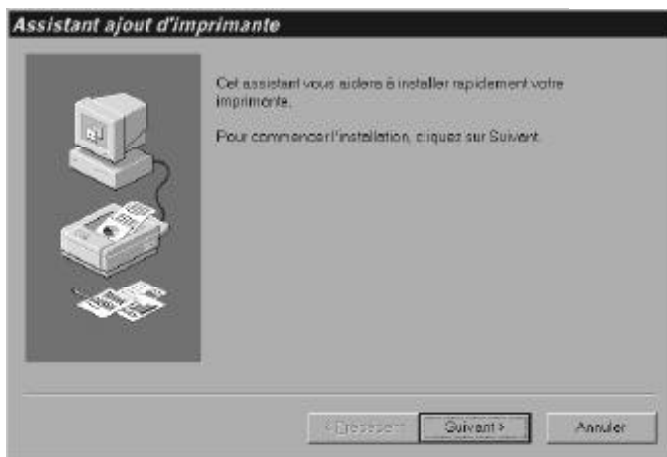 Assistant ajout d'imprimante
Cet assistant vous aidera à installer rapidement votre
imprimante.
Pour commencer l'installation, cliquez sur Suivant.
< Précédent
Suivant >
Annuler